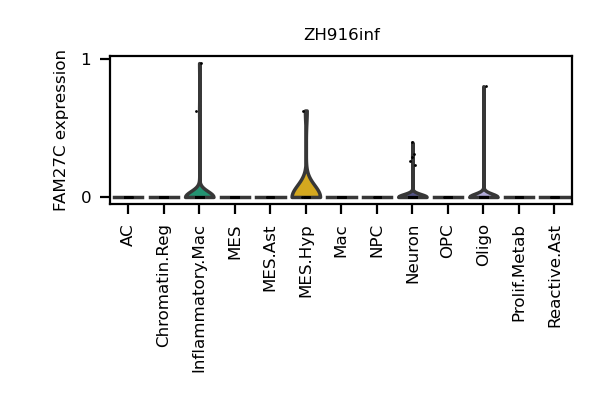 ZH916inf
FAM27C expression
1
0
AC
Chromatin.Reg
Inflammatory.Mac
MES
MES.Ast
MES.Hyp
Mac
NPC
Neuron
OPC
Oligo
Prolif.Metab
Reactive.Ast